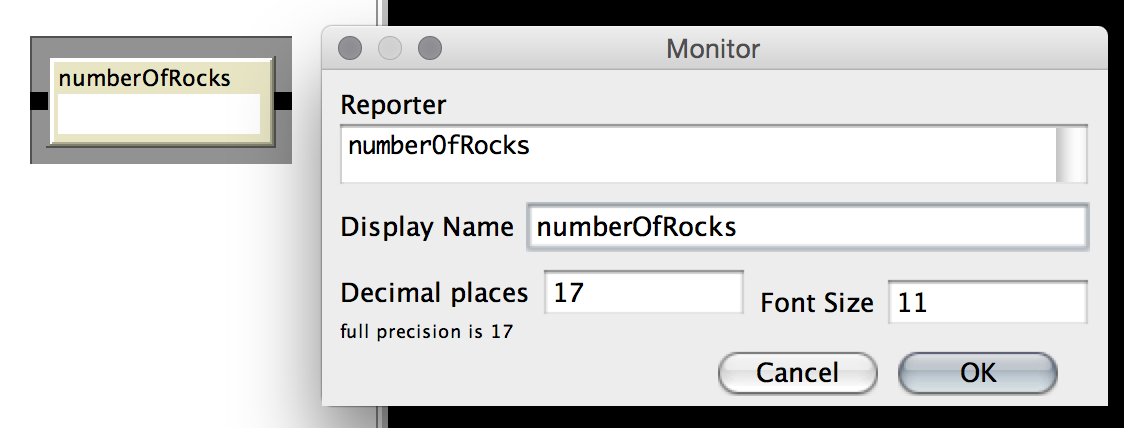 numberOfRocks
Monitor
Reporter
numberOfRocks
Display Name numberOfRocks
Decimal places 17 Font Size 11
full precision is 17
Cancel OK